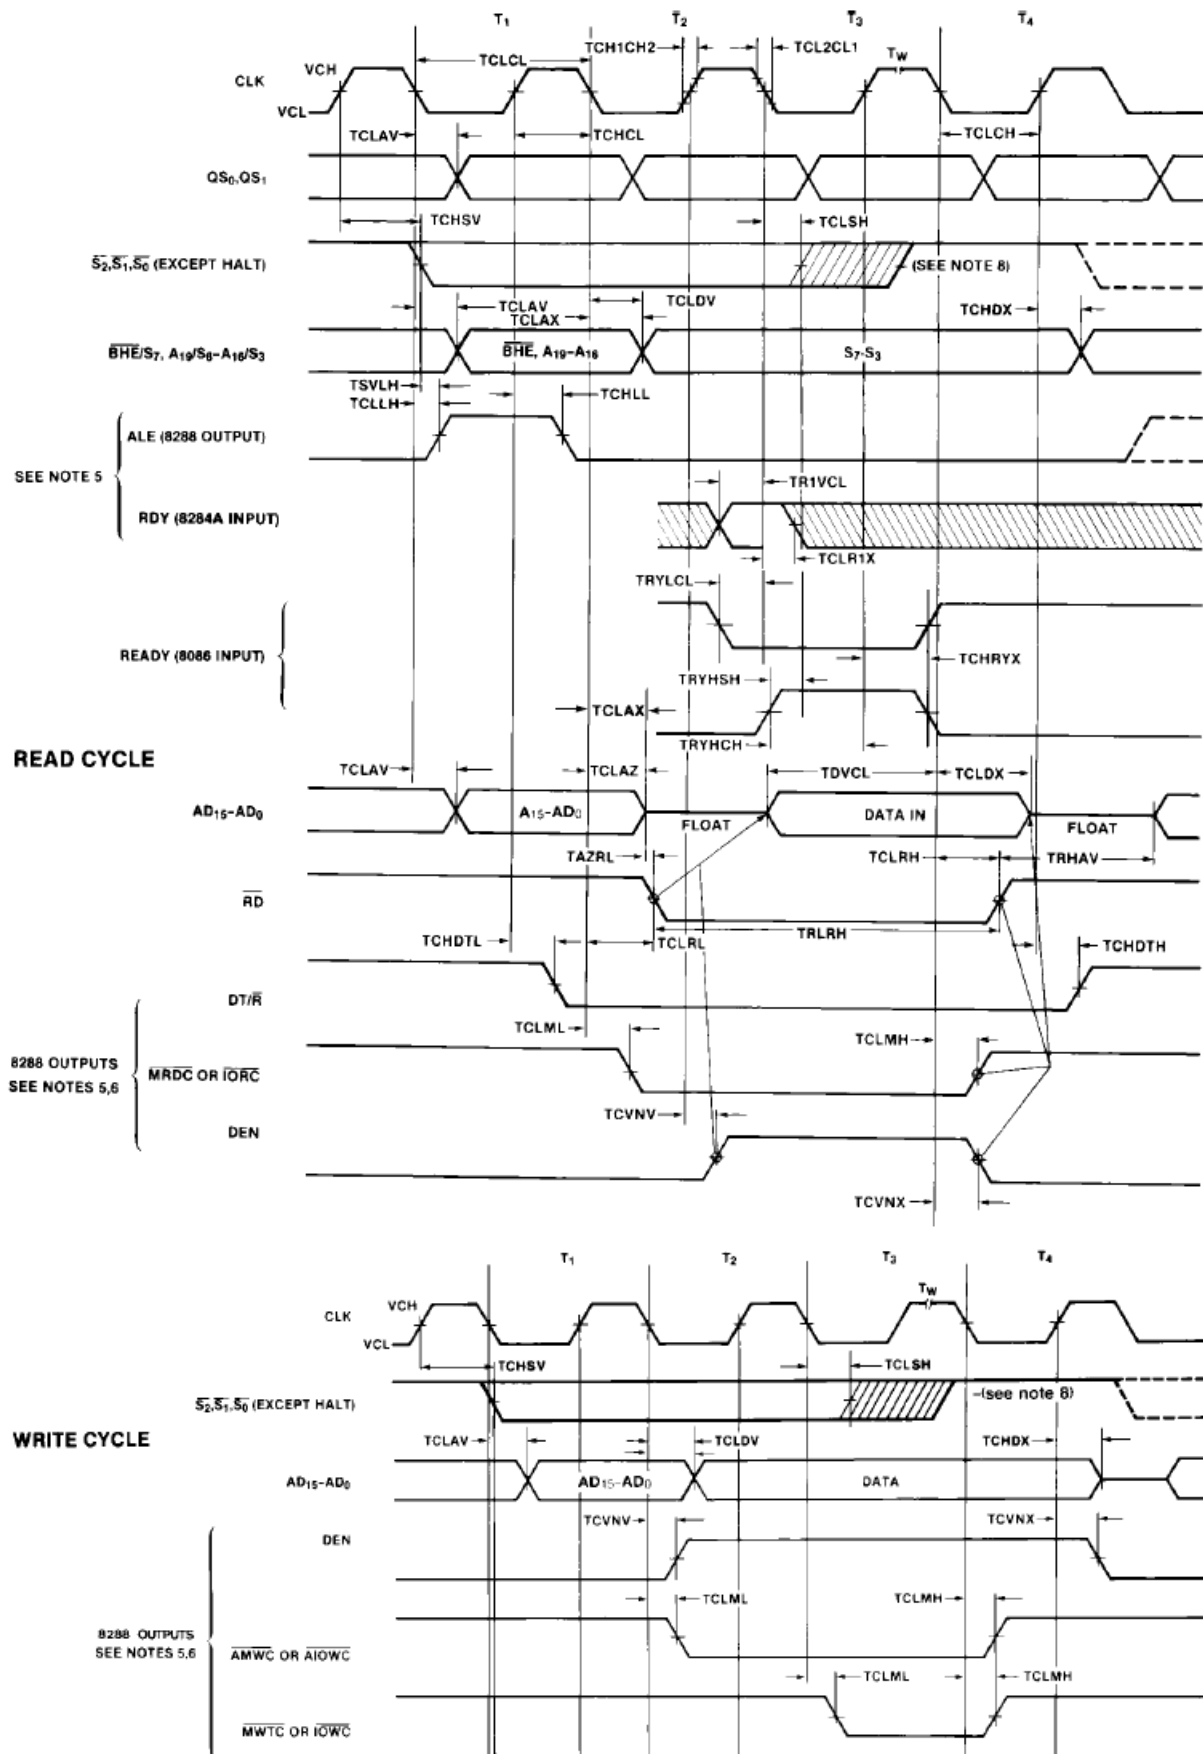 T1 T2 T3 T4
TCH1CH2 TCL2CL1
TCLCL TW
VCH
CLK
VCL
TCLAV TCHCL TCLCH
QS0,QS1
TCHSV TCLSH
S2,S1,S0 (EXCEPT HALT) (SEE NOTE 8)
TCLAV TCLDV
TCLAX TCHDX
BHE/S7, A19/S6-A16/S3 BHE, A19-A16 S7-S3
TSVLH TCHLL
TCLLH
ALE (8288 OUTPUT)
SEE NOTE 5 TR1VCL
RDY (8284A INPUT)
TCLR1X
TRYLCL
READY (8086 INPUT) TCHRYX
TRYHSH
TCLAX
TRYHCH
READ CYCLE
TCLAV TCLAZ TDVCL TCLDX
AD15-AD0 A15-AD0 FLOAT DATA IN FLOAT
TAZRL TCLRH TRHAV
RD
TRLRH
TCHDTL TCLRL TCHDTH
DT/R
TCLML TCLMH
8288 OUTPUTS
SEE NOTES 5,6 MRDC OR IORC
TCVNV
DEN
TCVNX
T1 T2 T3 T4
TW
VCH
CLK
VCL
TCHSV TCLSH
S2,S1,S0 (EXCEPT HALT) (see note 8)
WRITE CYCLE
TCLAV TCLDV TCHDX
AD15-AD0 AD15-AD0 DATA
TCVNV TCVNX
DEN
TCLML TCLMH
8288 OUTPUTS
SEE NOTES 5,6 AMWC OR AIOWC
TCLML TCLMH
MWTC OR IOWC